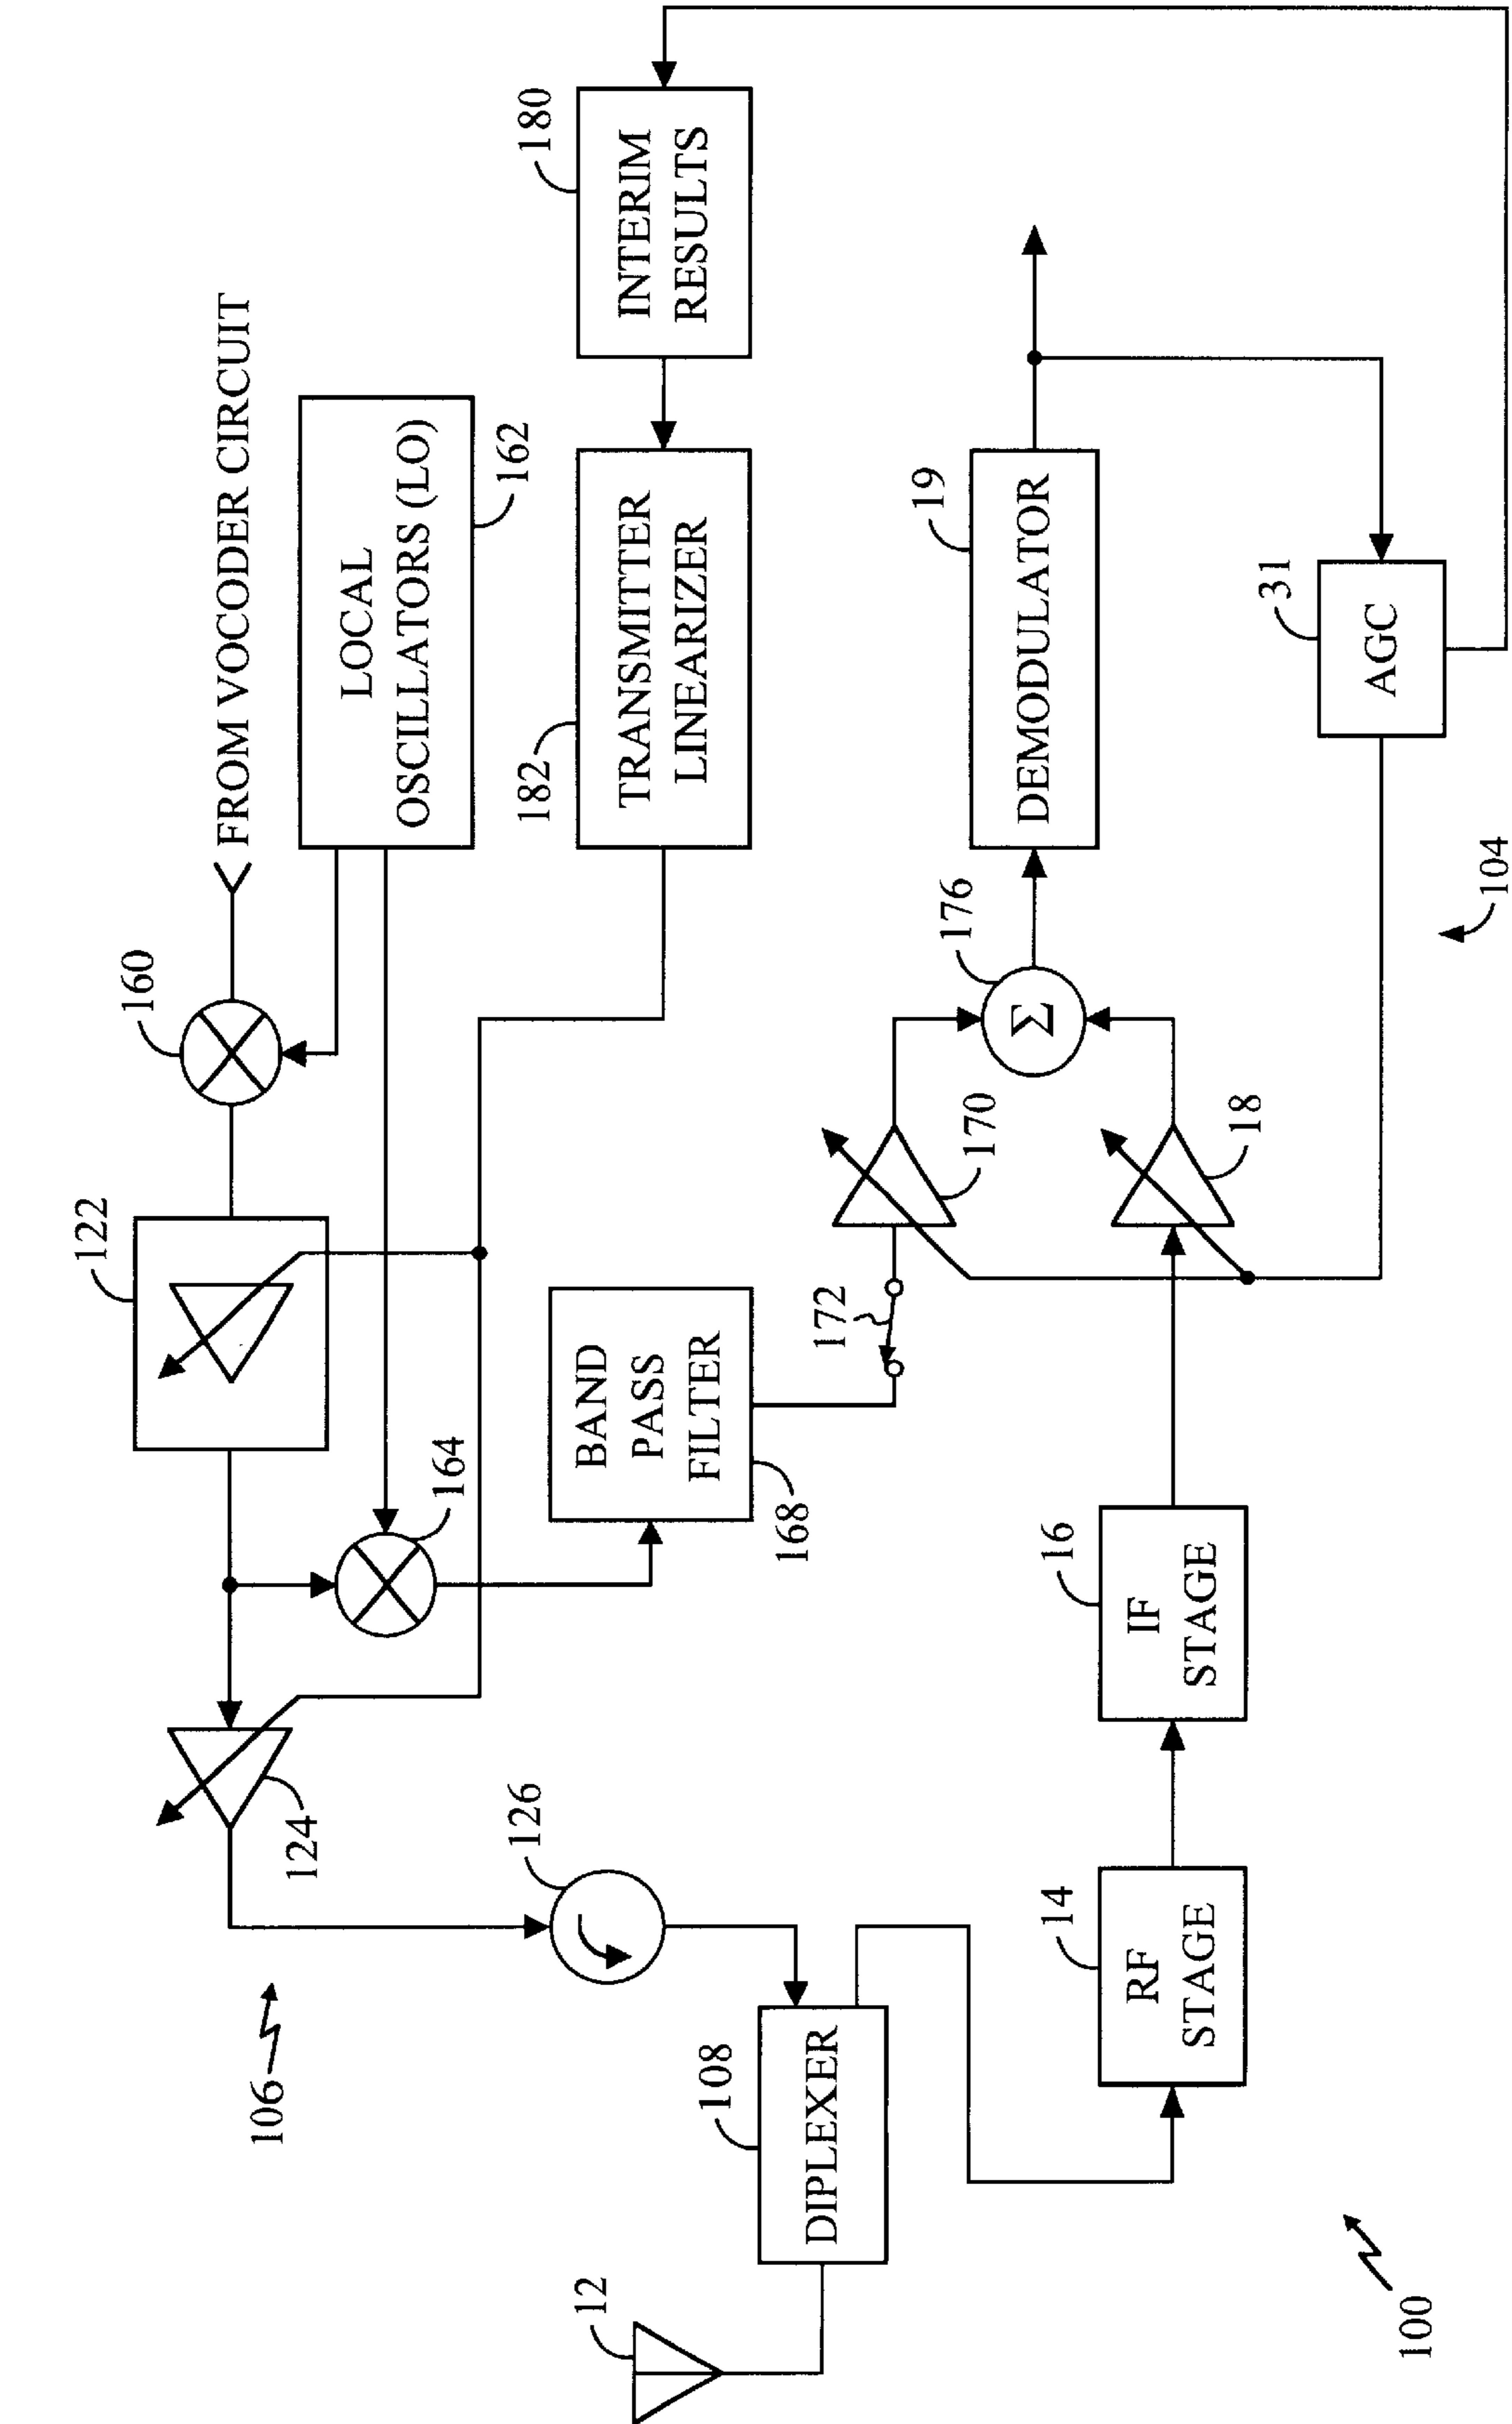 FROM VOCODER CIRCUIT
160
122
LOCAL
OSCILLATORS (LO)
162
180
INTERIM
RESULTS
182
TRANSMITTER
LINEARIZER
164
124
106
126
BAND
PASS
FILTER
168
172
170
176
Σ
19
DEMODULATOR
12
108
DIPLEXER
14
RF
STAGE
16
IF
STAGE
18
31
AGC
104
100